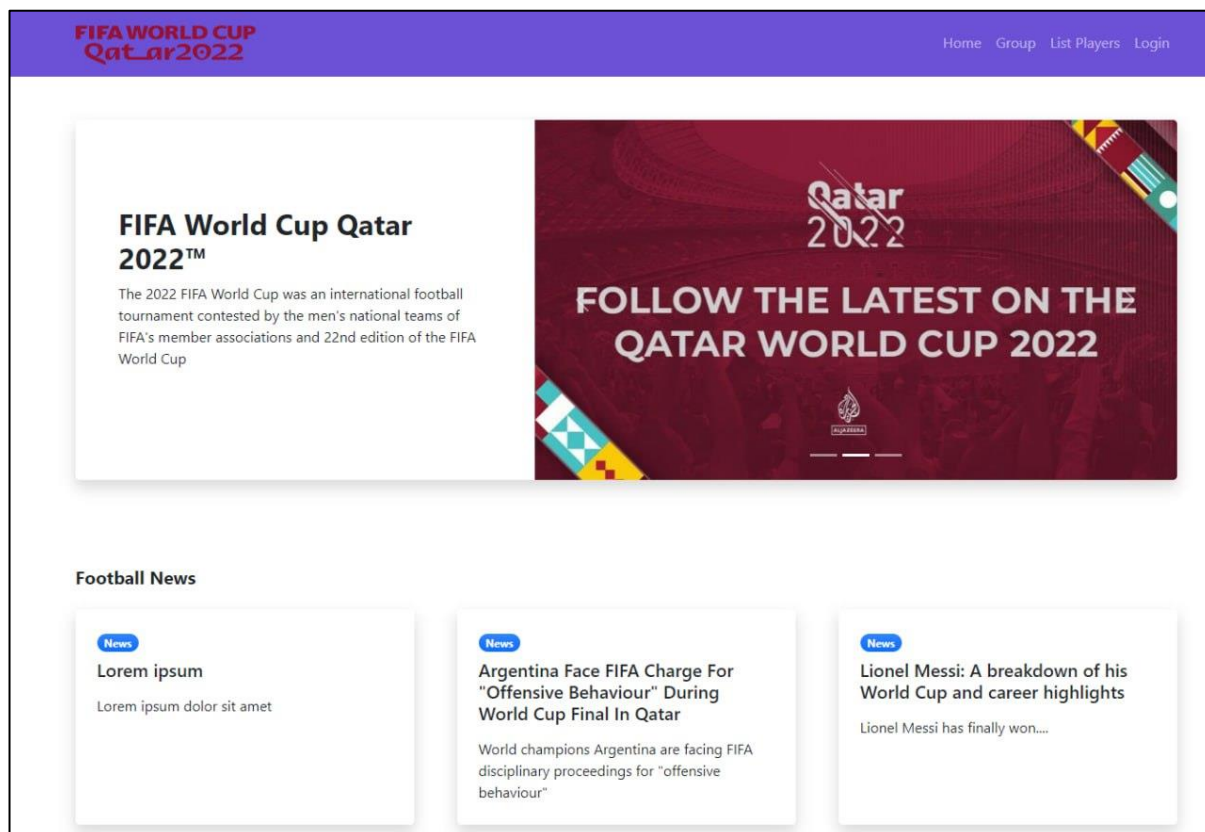 FIFA WORLD CUP
Qatar2022
Home Group List Players Login
FIFA World Cup Qatar
2022™
The 2022 FIFA World Cup was an international football
tournament contested by the men's national teams of
FIFA's member associations and 22nd edition of the FIFA
World Cup
Qatar
2022
FOLLOW THE LATEST ON THE
QATAR WORLD CUP 2022
ALJAZEERA
Football News
News
Lorem ipsum
Lorem ipsum dolor sit amet
News
Argentina Face FIFA Charge For
"Offensive Behaviour" During
World Cup Final In Qatar
World champions Argentina are facing FIFA
disciplinary proceedings for "offensive
behaviour"
News
Lionel Messi: A breakdown of his
World Cup and career highlights
Lionel Messi has finally won....